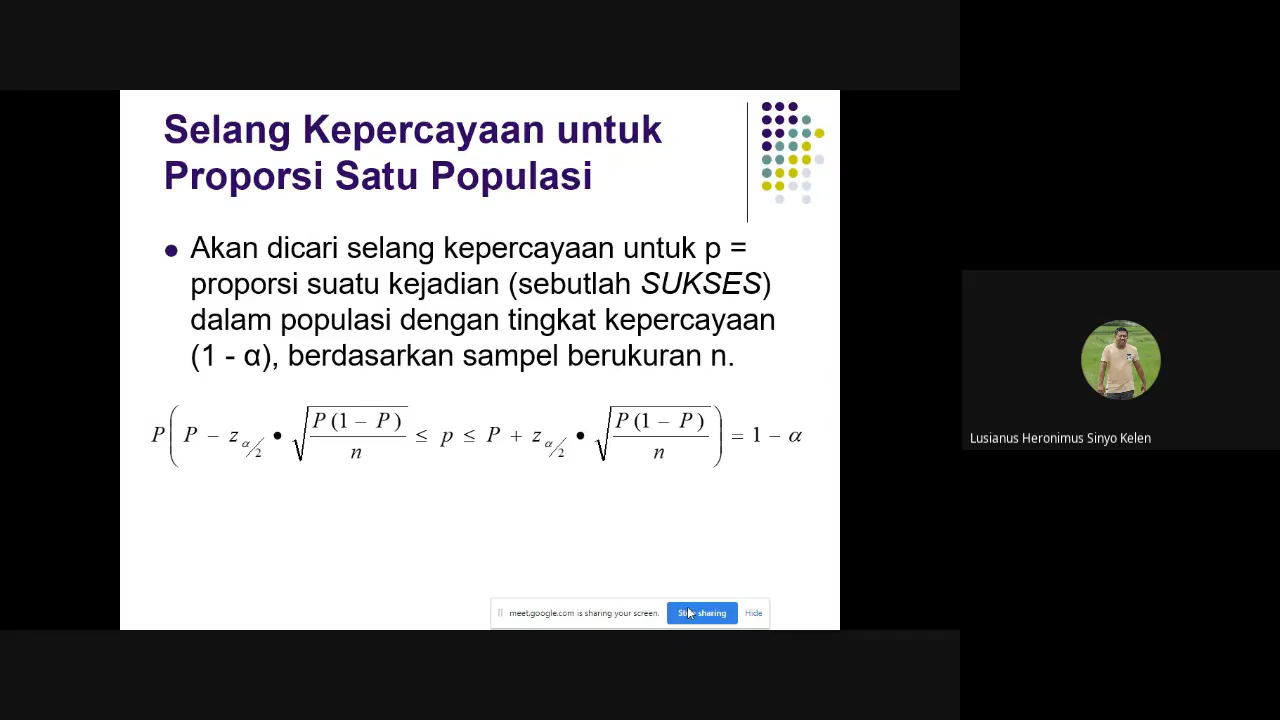 Selang Kepercayaan untuk
Proporsi Satu Populasi
● Akan dicari selang kepercayaan untuk p =
proporsi suatu kejadian (sebutlah SUKSES)
dalam populasi dengan tingkat kepercayaan
(1 - α), berdasarkan sampel berukuran n.
P(P − z_{α/2} • √(P(1 − P)/n) ≤ p ≤ P + z_{α/2} • √(P(1 − P)/n)) = 1 − α
Lusianus Heronimus Sinyo Kelen
meet.google.com is sharing your screen. Stop sharing Hide